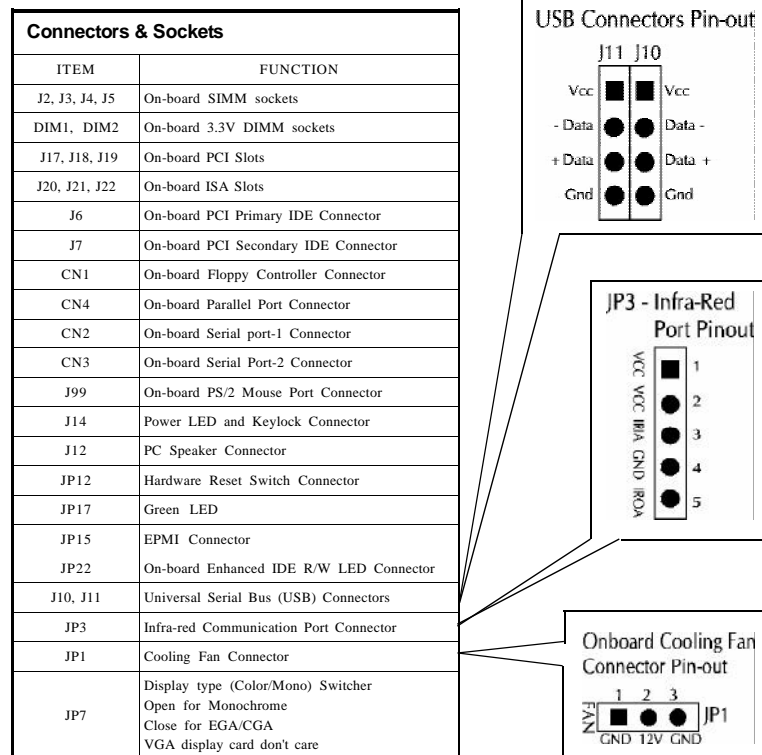 Connectors & Sockets
ITEM FUNCTION
J2, J3, J4, J5 On-board SIMM sockets
DIM1, DIM2 On-board 3.3V DIMM sockets
J17, J18, J19 On-board PCI Slots
J20, J21, J22 On-board ISA Slots
J6 On-board PCI Primary IDE Connector
J7 On-board PCI Secondary IDE Connector
CN1 On-board Floppy Controller Connector
CN4 On-board Parallel Port Connector
CN2 On-board Serial port-1 Connector
CN3 On-board Serial Port-2 Connector
J99 On-board PS/2 Mouse Port Connector
J14 Power LED and Keylock Connector
J12 PC Speaker Connector
JP12 Hardware Reset Switch Connector
JP17 Green LED
JP15 EPMI Connector
JP22 On-board Enhanced IDE R/W LED Connector
J10, J11 Universal Serial Bus (USB) Connectors
JP3 Infra-red Communication Port Connector
JP1 Cooling Fan Connector
JP7 Display type (Color/Mono) Switcher
Open for Monochrome
Close for EGA/CGA
VGA display card don't care
USB Connectors Pin-out
J11 J10
Vcc Vcc
- Data Data -
+ Data Data +
Gnd Gnd
JP3 - Infra-Red
Port Pinout
VCC 1
VCC 2
IRIA 3
GND 4
IROA 5
Onboard Cooling Fan
Connector Pin-out
1 2 3
FAN JP1
GND 12V GND